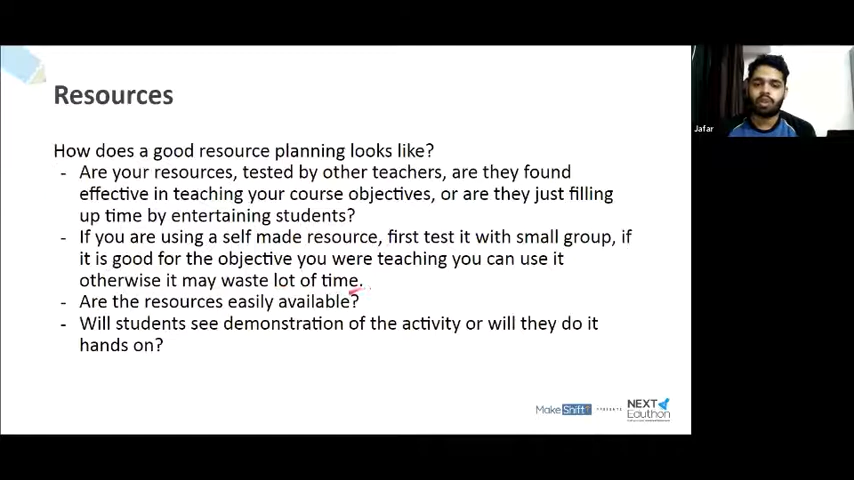 Resources
How does a good resource planning looks like?
- Are your resources, tested by other teachers, are they found
effective in teaching your course objectives, or are they just filling
up time by entertaining students?
- If you are using a self made resource, first test it with small group, if
it is good for the objective you were teaching you can use it
otherwise it may waste lot of time.
- Are the resources easily available?
- Will students see demonstration of the activity or will they do it
hands on?
Jafar
MakeShift PRESENTS NEXT
Eduthon